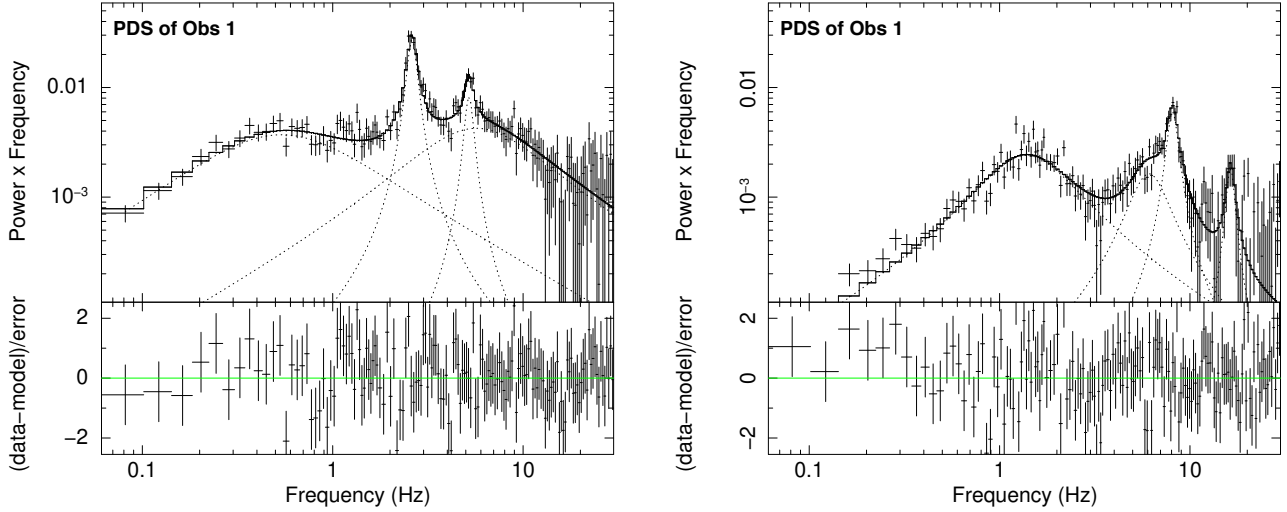 PDS of Obs 1
Power x Frequency
0.01
10⁻³
(data−model)/error
2
0
−2
0.1
1
10
Frequency (Hz)
PDS of Obs 1
Power x Frequency
0.01
10⁻³
(data−model)/error
2
0
−2
0.1
1
10
Frequency (Hz)